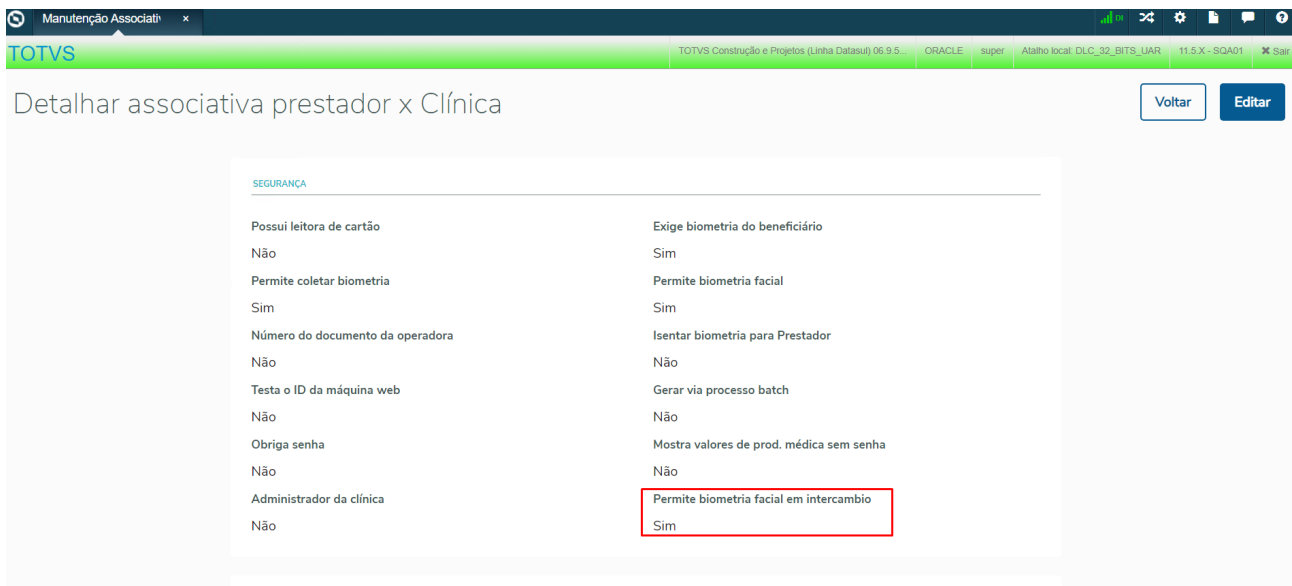 Manutenção Associativ ×
DI
TOTVS
TOTVS Construção e Projetos (Linha Datasul) 06.9.5... ORACLE super Atalho local: DLC_32_BITS_UAR 11.5.X - SQA01 Sair
Detalhar associativa prestador x Clínica
Voltar Editar
SEGURANÇA
Possui leitora de cartão Exige biometria do beneficiário
Não Sim
Permite coletar biometria Permite biometria facial
Sim Sim
Número do documento da operadora Isentar biometria para Prestador
Não Não
Testa o ID da máquina web Gerar via processo batch
Não Não
Obriga senha Mostra valores de prod. médica sem senha
Não Não
Administrador da clínica Permite biometria facial em intercambio
Não Sim